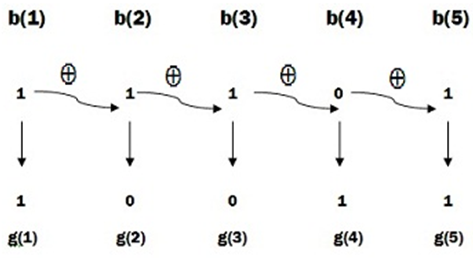 b(1) b(2) b(3) b(4) b(5)
⊕ ⊕ ⊕ ⊕
1 1 1 0 1
1 0 0 1 1
g(1) g(2) g(3) g(4) g(5)